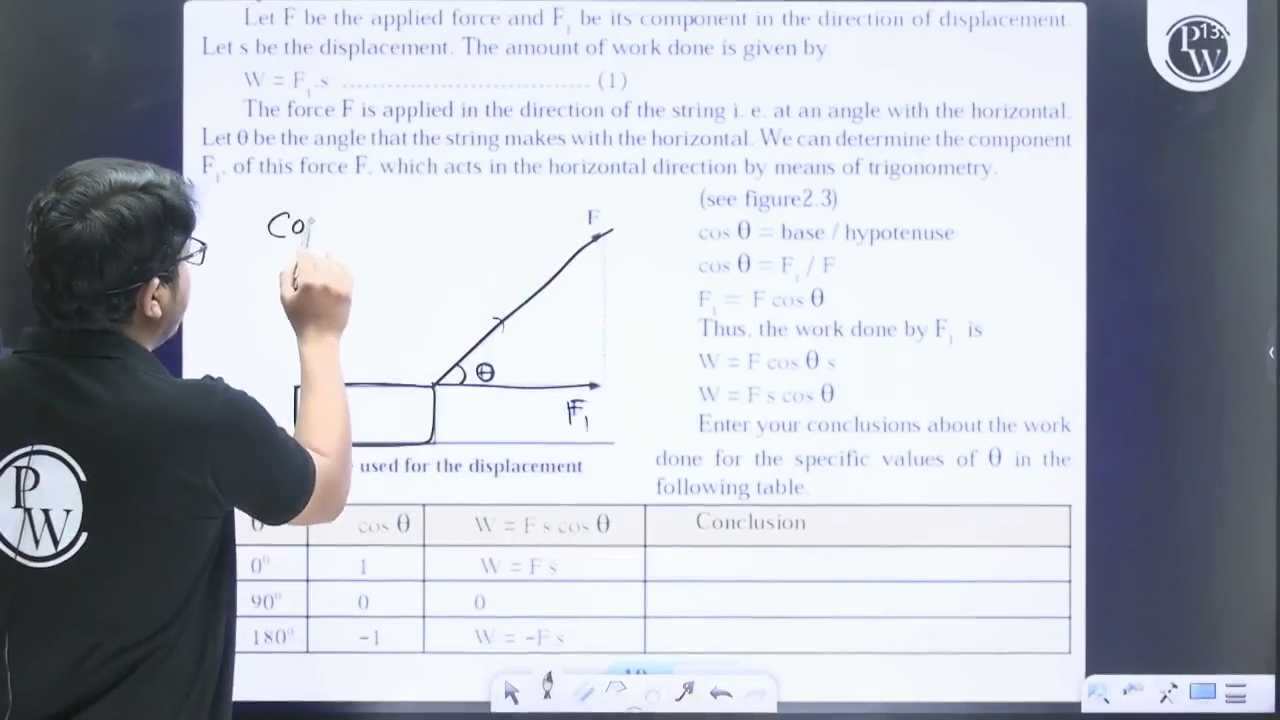 Let F be the applied force and F₁ be its component in the direction of displacement.
Let s be the displacement. The amount of work done is given by
W = F₁.s ................................ (1)
The force F is applied in the direction of the string i. e. at an angle with the horizontal.
Let θ be the angle that the string makes with the horizontal. We can determine the component
F₁, of this force F, which acts in the horizontal direction by means of trigonometry.
(see figure2.3)
cos θ = base / hypotenuse
cos θ = F₁ / F
F₁ = F cos θ
Thus, the work done by F₁ is
W = F cos θ s
W = F s cos θ
Enter your conclusions about the work
done for the specific values of θ in the
following table.
Co
F
θ
F₁
used for the displacement
θ cos θ W = F s cos θ Conclusion
0° 1 W = F s
90° 0 0
180° -1 W = -F s
PW
13
PW